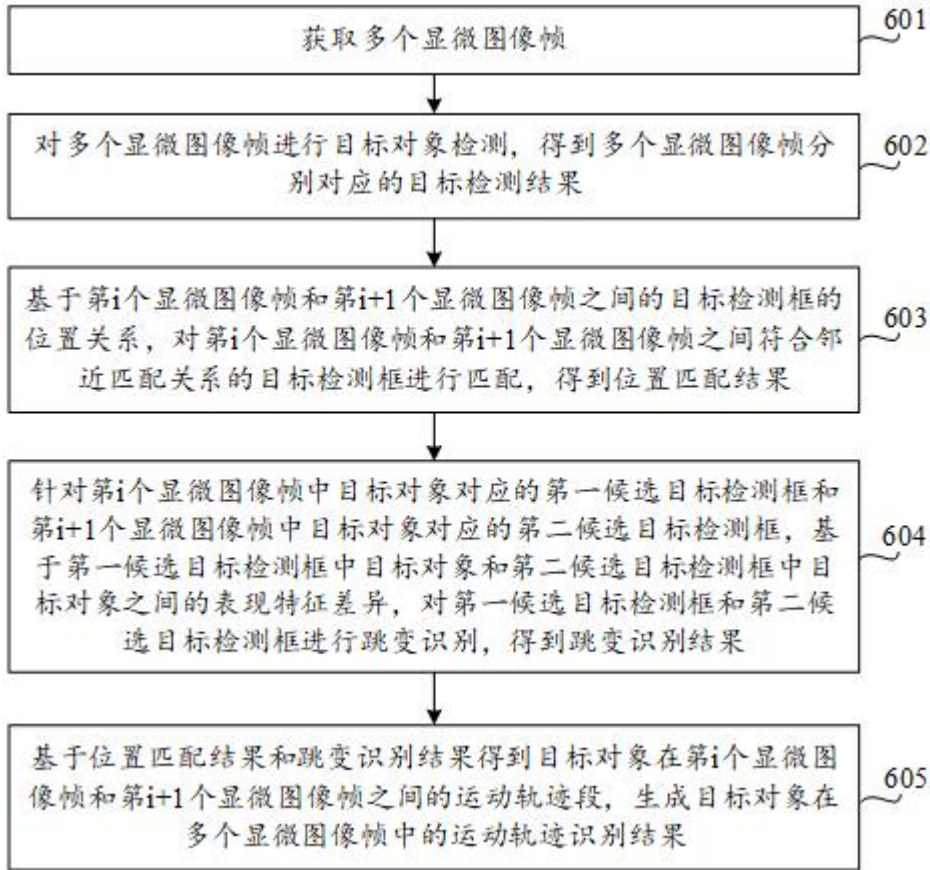 获取多个显微图像帧
601
对多个显微图像帧进行目标对象检测，得到多个显微图像帧分
别对应的目标检测结果
602
基于第i个显微图像帧和第i+1个显微图像帧之间的目标检测框的
位置关系，对第i个显微图像帧和第i+1个显微图像帧之间符合邻
近匹配关系的目标检测框进行匹配，得到位置匹配结果
603
针对第i个显微图像帧中目标对象对应的第一候选目标检测框和
第i+1个显微图像帧中目标对象对应的第二候选目标检测框，基
于第一候选目标检测框中目标对象和第二候选目标检测框中目
标对象之间的表现特征差异，对第一候选目标检测框和第二候
选目标检测框进行跳变识别，得到跳变识别结果
604
基于位置匹配结果和跳变识别结果得到目标对象在第i个显微图
像帧和第i+1个显微图像帧之间的运动轨迹段，生成目标对象在
多个显微图像帧中的运动轨迹识别结果
605